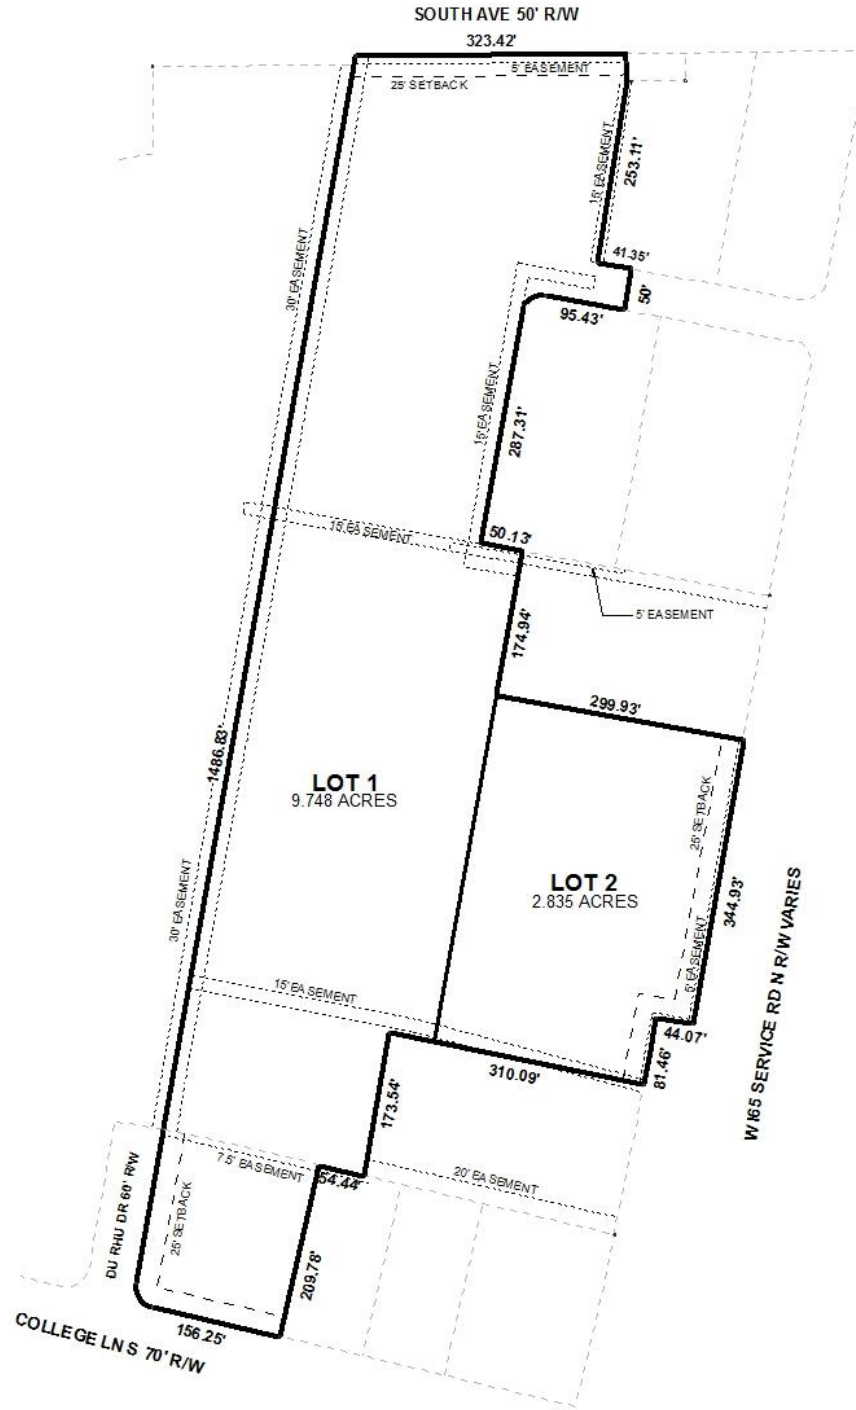 SOUTH AVE 50' R/W
323.42'
5' EASEMENT
25' SETBACK
15' EASEMENT
253.11'
41.35'
50'
95.43'
30' EASEMENT
15' EASEMENT
287.31'
50.13'
15' EASEMENT
5' EASEMENT
174.94'
299.93'
1486.83'
LOT 1
9.748 ACRES
25' SETBACK
LOT 2
2.835 ACRES
344.93'
W I65 SERVICE RD N R/W VARIES
30' EASEMENT
5' EASEMENT
15' EASEMENT
44.07'
310.09'
81.46'
173.54'
7.5' EASEMENT
54.44'
20' EASEMENT
DU RHU DR 60' R/W
25' SETBACK
209.78'
156.25'
COLLEGE LN S 70' R/W